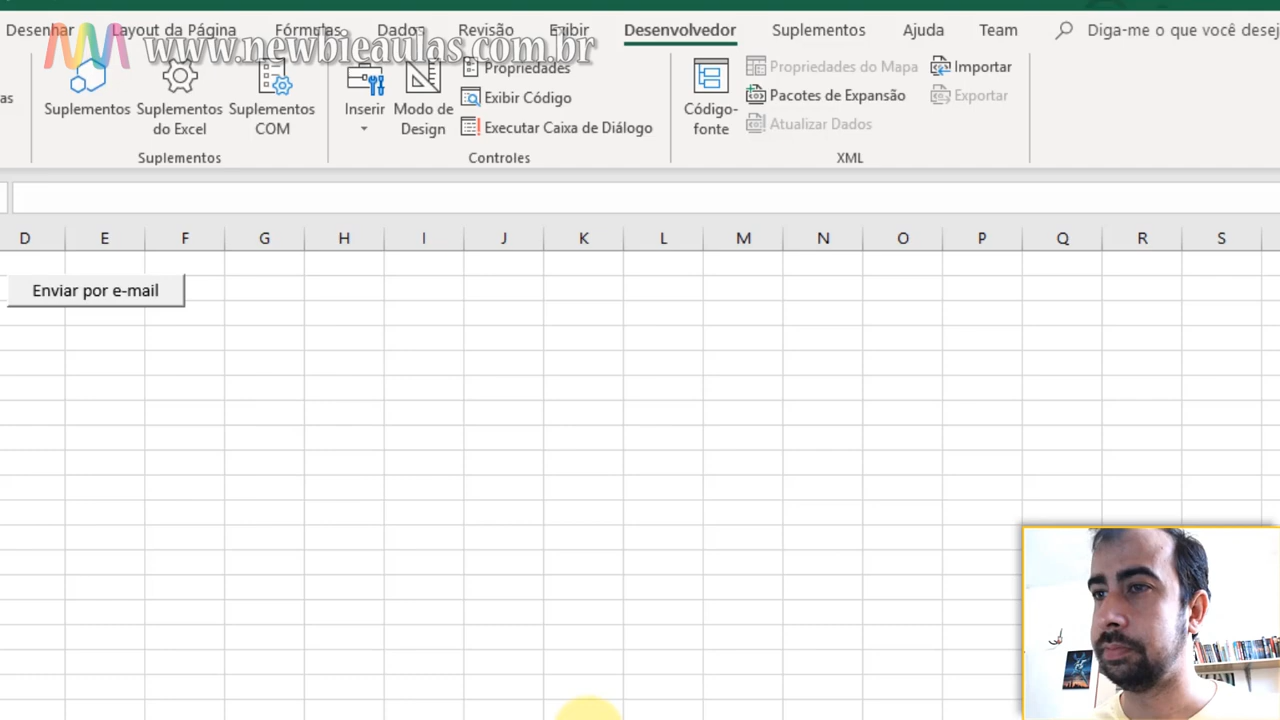 Desenhar Layout da Página Fórmulas Dados Revisão Exibir Desenvolvedor Suplementos Ajuda Team Diga-me o que você desej
www.newbieaulas.com.br
as
Suplementos
Suplementos
do Excel
Suplementos
COM
Suplementos
Inserir
Modo de
Design
Propriedades
Exibir Código
Executar Caixa de Diálogo
Controles
Código-
fonte
Propriedades do Mapa
Pacotes de Expansão
Atualizar Dados
Importar
Exportar
XML
D E F G H I J K L M N O P Q R S
Enviar por e-mail